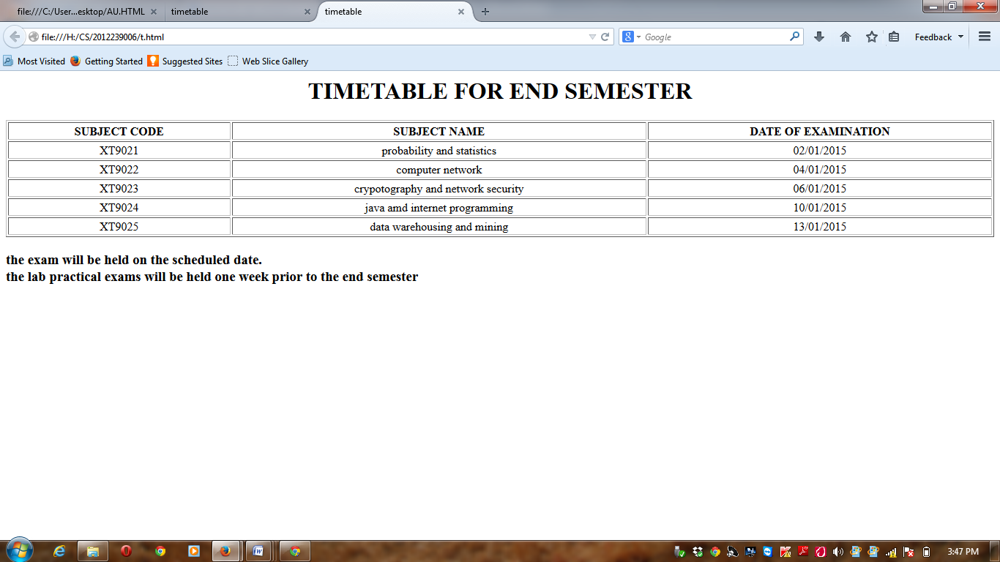 file:///C:/User...esktop/AU.HTML timetable timetable
file:///H:/CS/2012239006/t.html Google Feedback
Most Visited Getting Started Suggested Sites Web Slice Gallery
TIMETABLE FOR END SEMESTER
SUBJECT CODE SUBJECT NAME DATE OF EXAMINATION
XT9021 probability and statistics 02/01/2015
XT9022 computer network 04/01/2015
XT9023 crypotography and network security 06/01/2015
XT9024 java amd internet programming 10/01/2015
XT9025 data warehousing and mining 13/01/2015
the exam will be held on the scheduled date.
the lab practical exams will be held one week prior to the end semester
3:47 PM